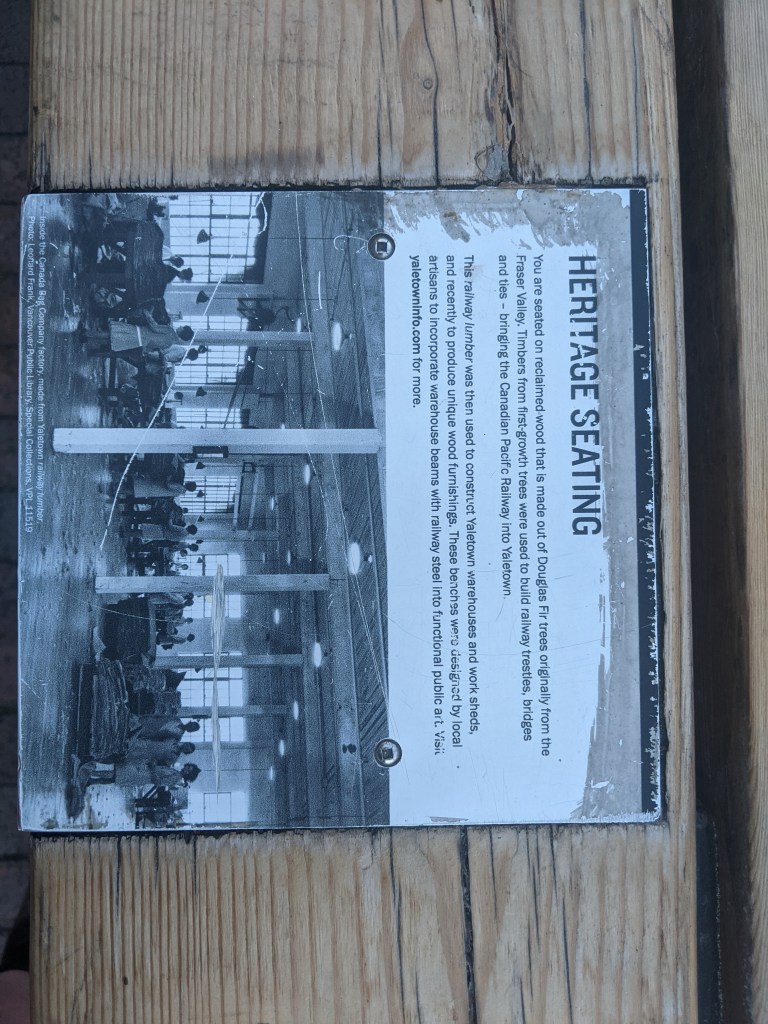 HERITAGE SEATING
You are seated on reclaimed-wood that is made out of Douglas Fir trees originally from the
Fraser Valley. Timbers from first-growth trees were used to build railway trestles, bridges
and ties – bringing the Canadian Pacific Railway into Yaletown.
This railway lumber was then used to construct Yaletown warehouses and work sheds,
and recently to produce unique wood furnishings. These benches were designed by local
artisans to incorporate warehouse beams with railway steel into functional public art. Visit
yaletowninfo.com for more.
Inside the Canada Bag Company factory, made from Yaletown railway lumber.
Photo: Leonard Frank, Vancouver Public Library, Special Collections, VPL 11519